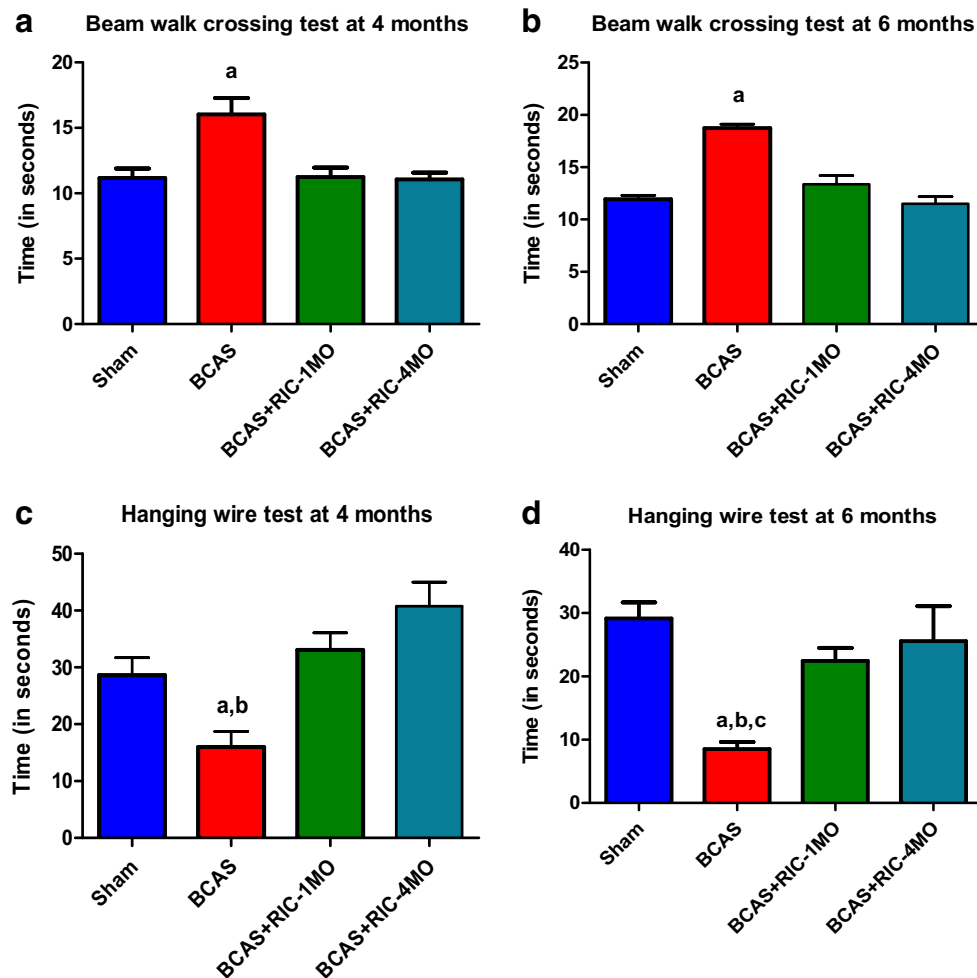 a
Beam walk crossing test at 4 months
Time (in seconds)
20
15
10
5
0
a
Sham
BCAS
BCAS+RIC-1MO
BCAS+RIC-4MO
b
Beam walk crossing test at 6 months
Time (in seconds)
25
20
15
10
5
0
a
Sham
BCAS
BCAS+RIC-1MO
BCAS+RIC-4MO
c
Hanging wire test at 4 months
Time (in seconds)
50
40
30
20
10
0
a,b
Sham
BCAS
BCAS+RIC-1MO
BCAS+RIC-4MO
d
Hanging wire test at 6 months
Time (in seconds)
40
30
20
10
0
a,b,c
Sham
BCAS
BCAS+RIC-1MO
BCAS+RIC-4MO